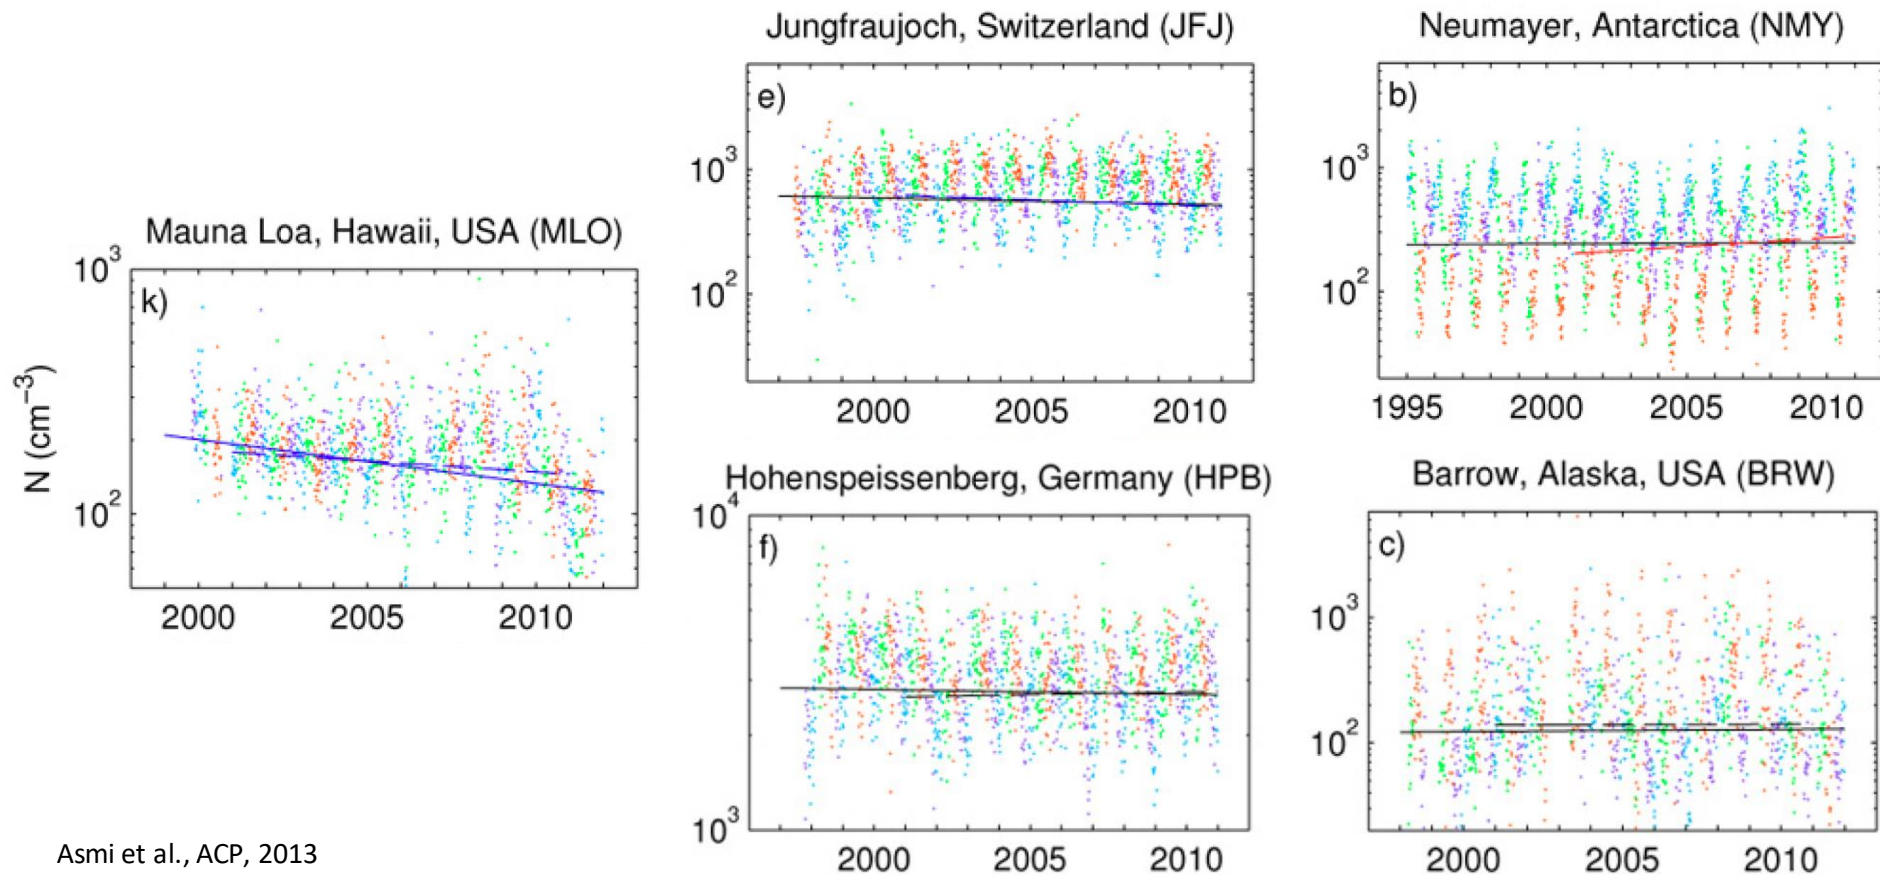 Jungfraujoch, Switzerland (JFJ)
e)
10³
10²
2000 2005 2010
Neumayer, Antarctica (NMY)
b)
10³
10²
1995 2000 2005 2010
Mauna Loa, Hawaii, USA (MLO)
k)
10³
10²
N (cm⁻³)
2000 2005 2010
Hohenspeissenberg, Germany (HPB)
f)
10⁴
10³
2000 2005 2010
Barrow, Alaska, USA (BRW)
c)
10³
10²
2000 2005 2010
Asmi et al., ACP, 2013